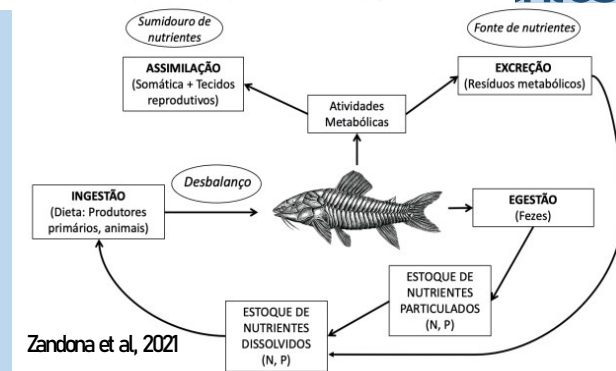 Sumidouro de
nutrientes
Fonte de nutrientes
ASSIMILAÇÃO
(Somática + Tecidos
reprodutivos)
EXCREÇÃO
(Resíduos metabólicos)
Atividades
Metabólicas
Desbalanço
INGESTÃO
(Dieta: Produtores
primários, animais)
EGESTÃO
(Fezes)
ESTOQUE DE
NUTRIENTES
PARTICULADOS
(N, P)
ESTOQUE DE
NUTRIENTES
DISSOLVIDOS
(N, P)
Zandona et al, 2021